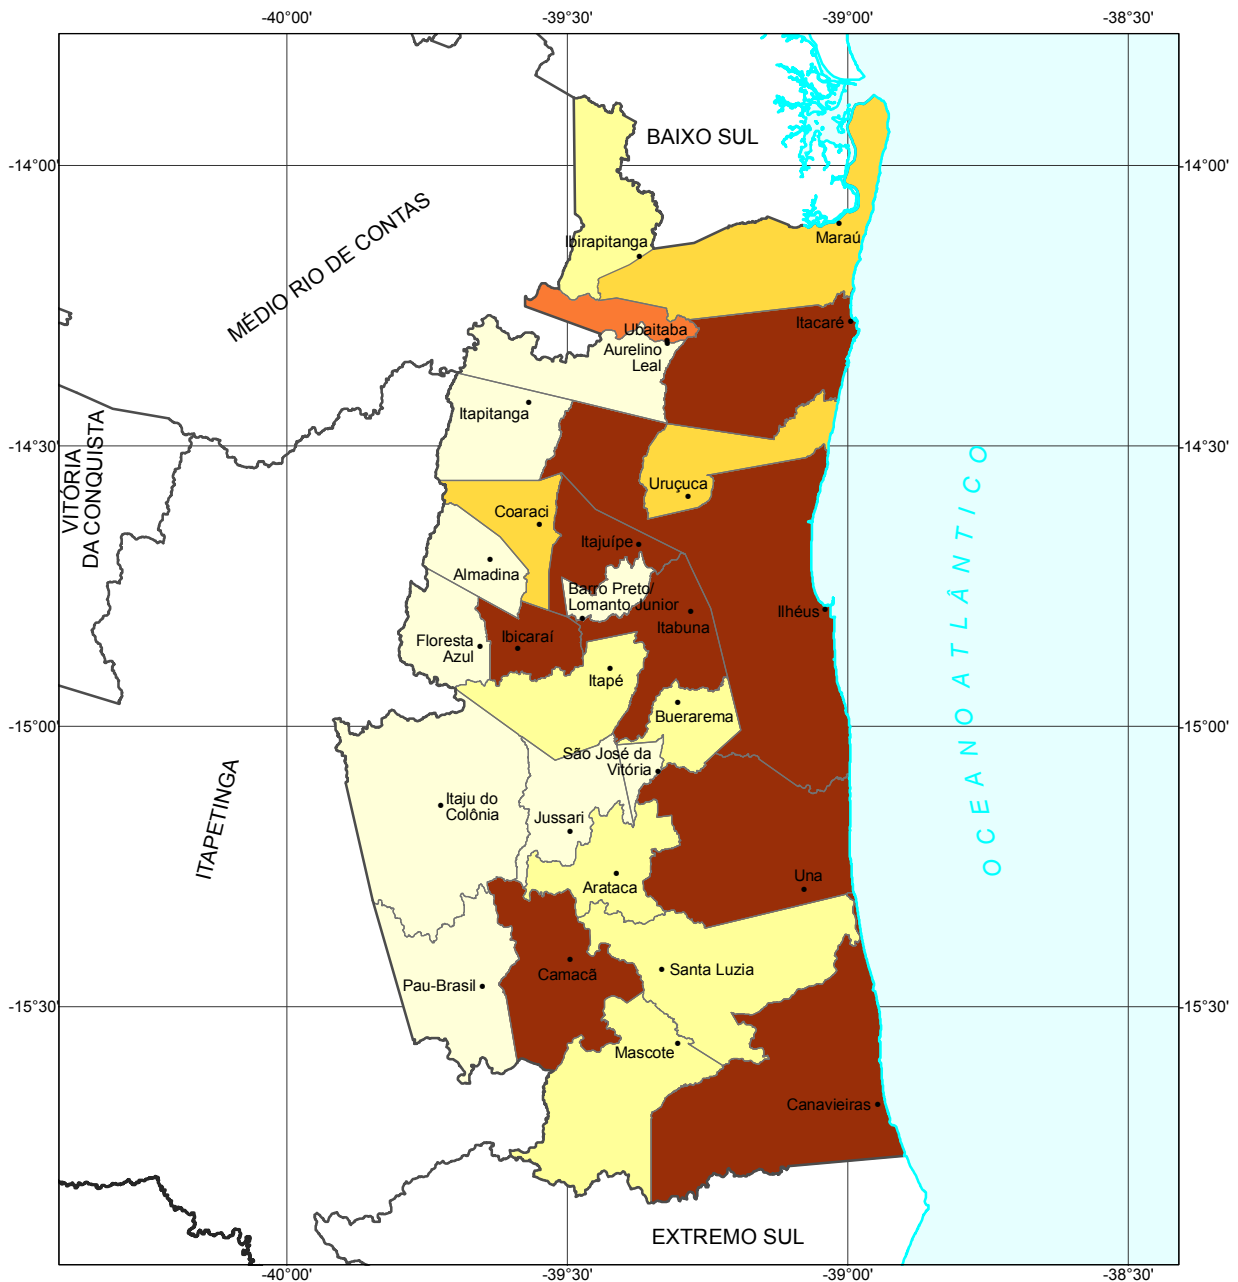 -40°00'
-39°30'
-39°00'
-38°30'
BAIXO SUL
-14°00'
-14°00'
MÉDIO RIO DE CONTAS
Ibirapitanga
Maraú
Itacaré
Ubaitaba
Aurelino
Leal
Itapitanga
VITÓRIA
DA CONQUISTA
-14°30'
-14°30'
OCEANO ATLÂNTICO
Uruçuca
Coaraci
Itajuípe
Almadina
Barro Preto/
Lomanto Junior
Ilhéus
Itabuna
Floresta
Azul
Ibicaraí
Itapé
Buerarema
-15°00'
-15°00'
São José da
Vitória
ITAPETINGA
Itaju do
Colônia
Jussari
Arataca
Una
Camacã
Santa Luzia
Pau-Brasil
-15°30'
-15°30'
Mascote
Canavieiras
EXTREMO SUL
-40°00'
-39°30'
-39°00'
-38°30'